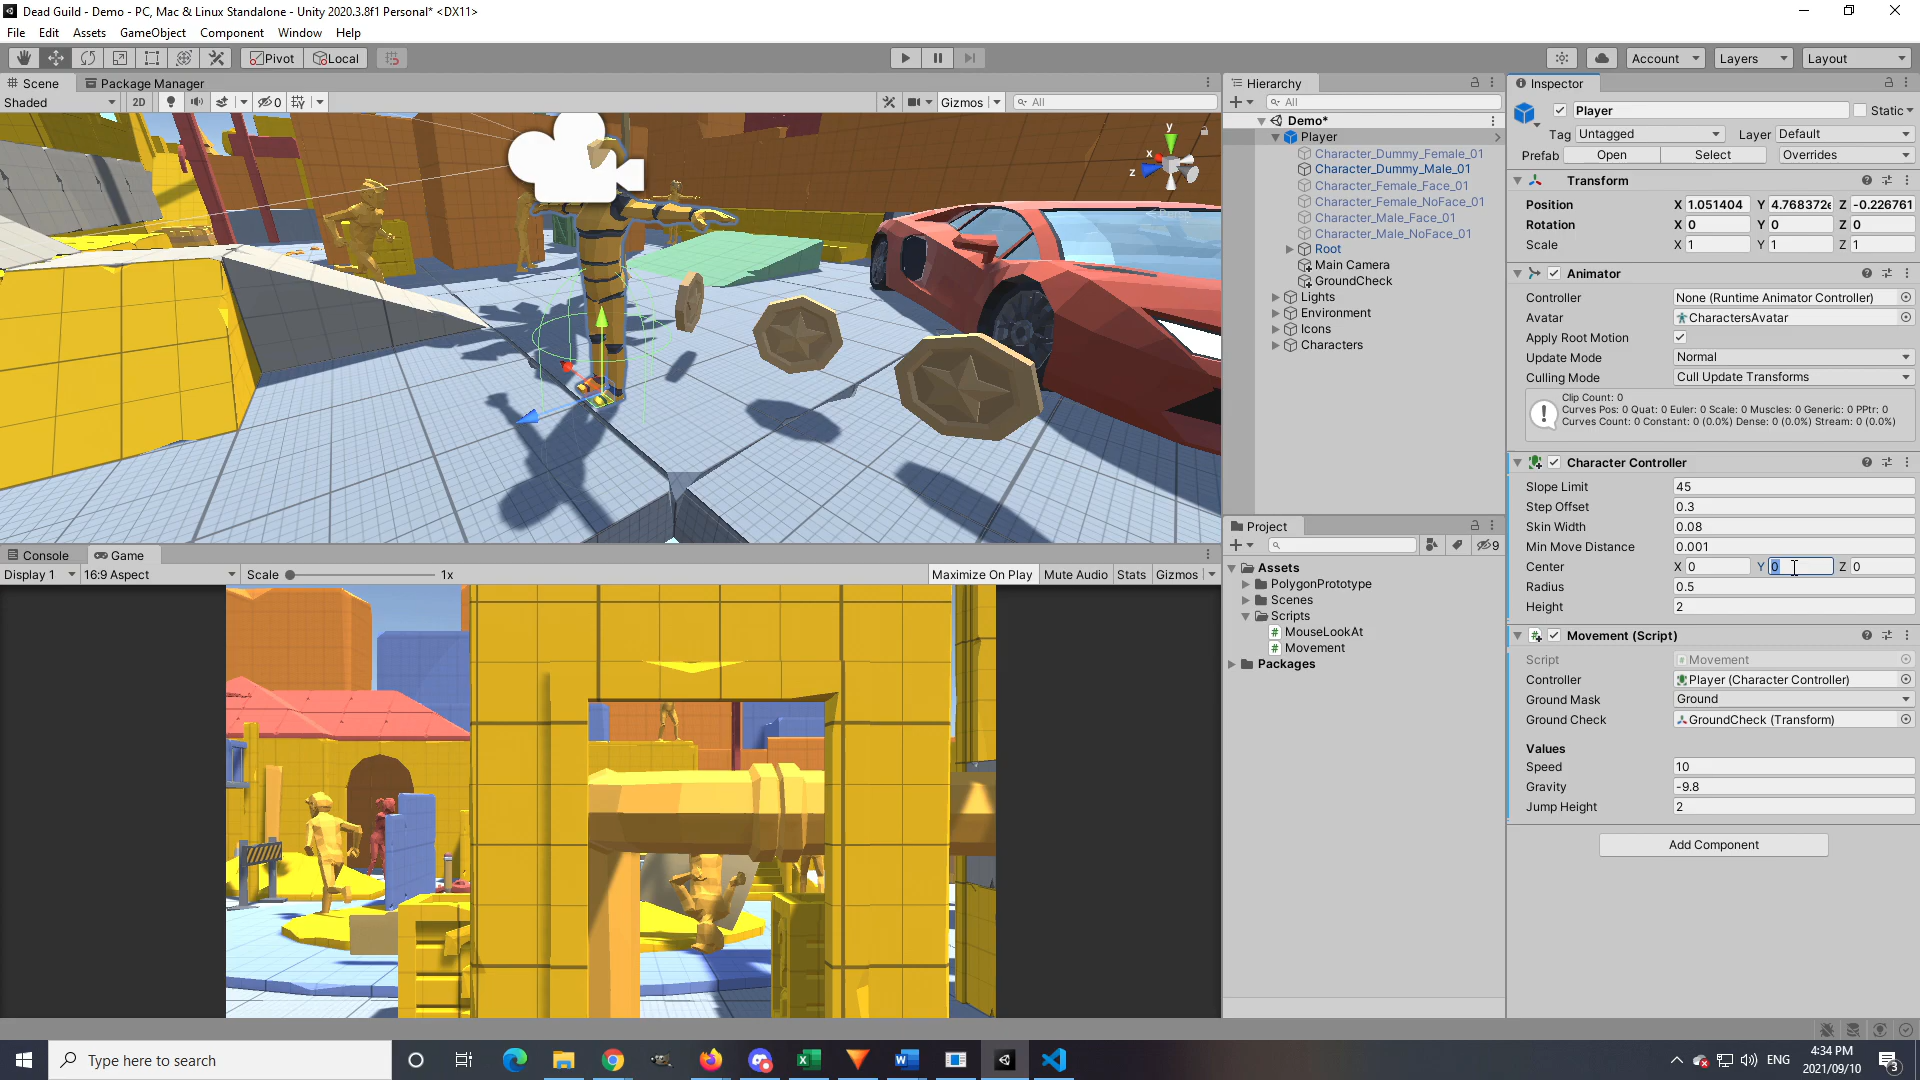 Dead Guild - Demo - PC, Mac & Linux Standalone - Unity 2020.3.8f1 Personal* <DX11>
File Edit Assets GameObject Component Window Help
Pivot Local Account Layers Layout
Scene Package Manager
Shaded 2D 0 Gizmos All
y
x
z
Persp
Console Game
Display 1 16:9 Aspect Scale 1x Maximize On Play Mute Audio Stats Gizmos
Hierarchy
All
Demo*
Player
Character_Dummy_Female_01
Character_Dummy_Male_01
Character_Female_Face_01
Character_Female_NoFace_01
Character_Male_Face_01
Character_Male_NoFace_01
Root
Main Camera
GroundCheck
Lights
Environment
Icons
Characters
Project
9
Assets
PolygonPrototype
Scenes
Scripts
MouseLookAt
Movement
Packages
Inspector
Player Static
Tag Untagged Layer Default
Prefab Open Select Overrides
Transform
Position X 1.051404 Y 4.768372e Z -0.226761
Rotation X 0 Y 0 Z 0
Scale X 1 Y 1 Z 1
Animator
Controller None (Runtime Animator Controller)
Avatar CharactersAvatar
Apply Root Motion
Update Mode Normal
Culling Mode Cull Update Transforms
Clip Count: 0
Curves Pos: 0 Quat: 0 Euler: 0 Scale: 0 Muscles: 0 Generic: 0 PPtr: 0
Curves Count: 0 Constant: 0 (0.0%) Dense: 0 (0.0%) Stream: 0 (0.0%)
Character Controller
Slope Limit 45
Step Offset 0.3
Skin Width 0.08
Min Move Distance 0.001
Center X 0 Y 0 Z 0
Radius 0.5
Height 2
Movement (Script)
Script Movement
Controller Player (Character Controller)
Ground Mask Ground
Ground Check GroundCheck (Transform)
Values
Speed 10
Gravity -9.8
Jump Height 2
Add Component
Type here to search
ENG
4:34 PM
2021/09/10
3